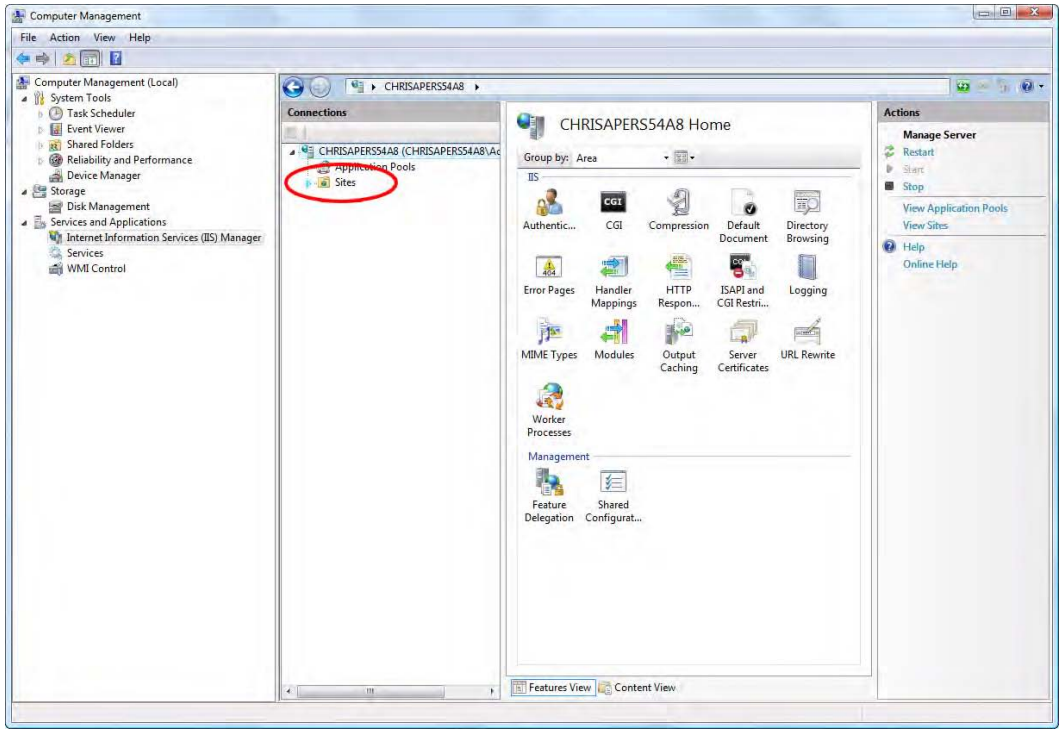 Computer Management
File Action View Help
Computer Management (Local)
System Tools
Task Scheduler
Event Viewer
Shared Folders
Reliability and Performance
Device Manager
Storage
Disk Management
Services and Applications
Internet Information Services (IIS) Manager
Services
WMI Control
CHRISAPERS54A8
Connections
CHRISAPERS54A8 (CHRISAPERS54A8\Ac
Application Pools
Sites
CHRISAPERS54A8 Home
Group by: Area
IIS
Authentic... CGI Compression Default Document Directory Browsing
Error Pages Handler Mappings HTTP Respon... ISAPI and CGI Restri... Logging
MIME Types Modules Output Caching Server Certificates URL Rewrite
Worker Processes
Management
Feature Delegation Shared Configurat...
Features View Content View
Actions
Manage Server
Restart
Start
Stop
View Application Pools
View Sites
Help
Online Help